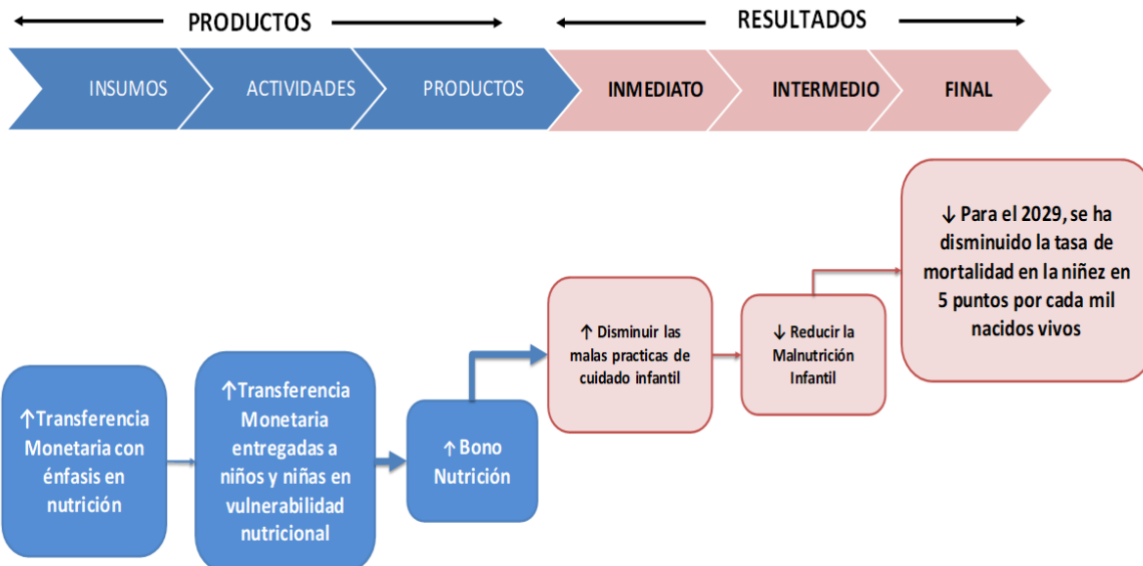 PRODUCTOS
RESULTADOS
INSUMOS
ACTIVIDADES
PRODUCTOS
INMEDIATO
INTERMEDIO
FINAL
↑Transferencia
Monetaria con
énfasis en
nutrición
↑Transferencia
Monetaria
entregadas a
niños y niñas en
vulnerabilidad
nutricional
↑ Bono
Nutrición
↑ Disminuir las
malas practicas de
cuidado infantil
↓ Reducir la
Malnutrición
Infantil
↓ Para el 2029, se ha
disminuido la tasa de
mortalidad en la niñez en
5 puntos por cada mil
nacidos vivos